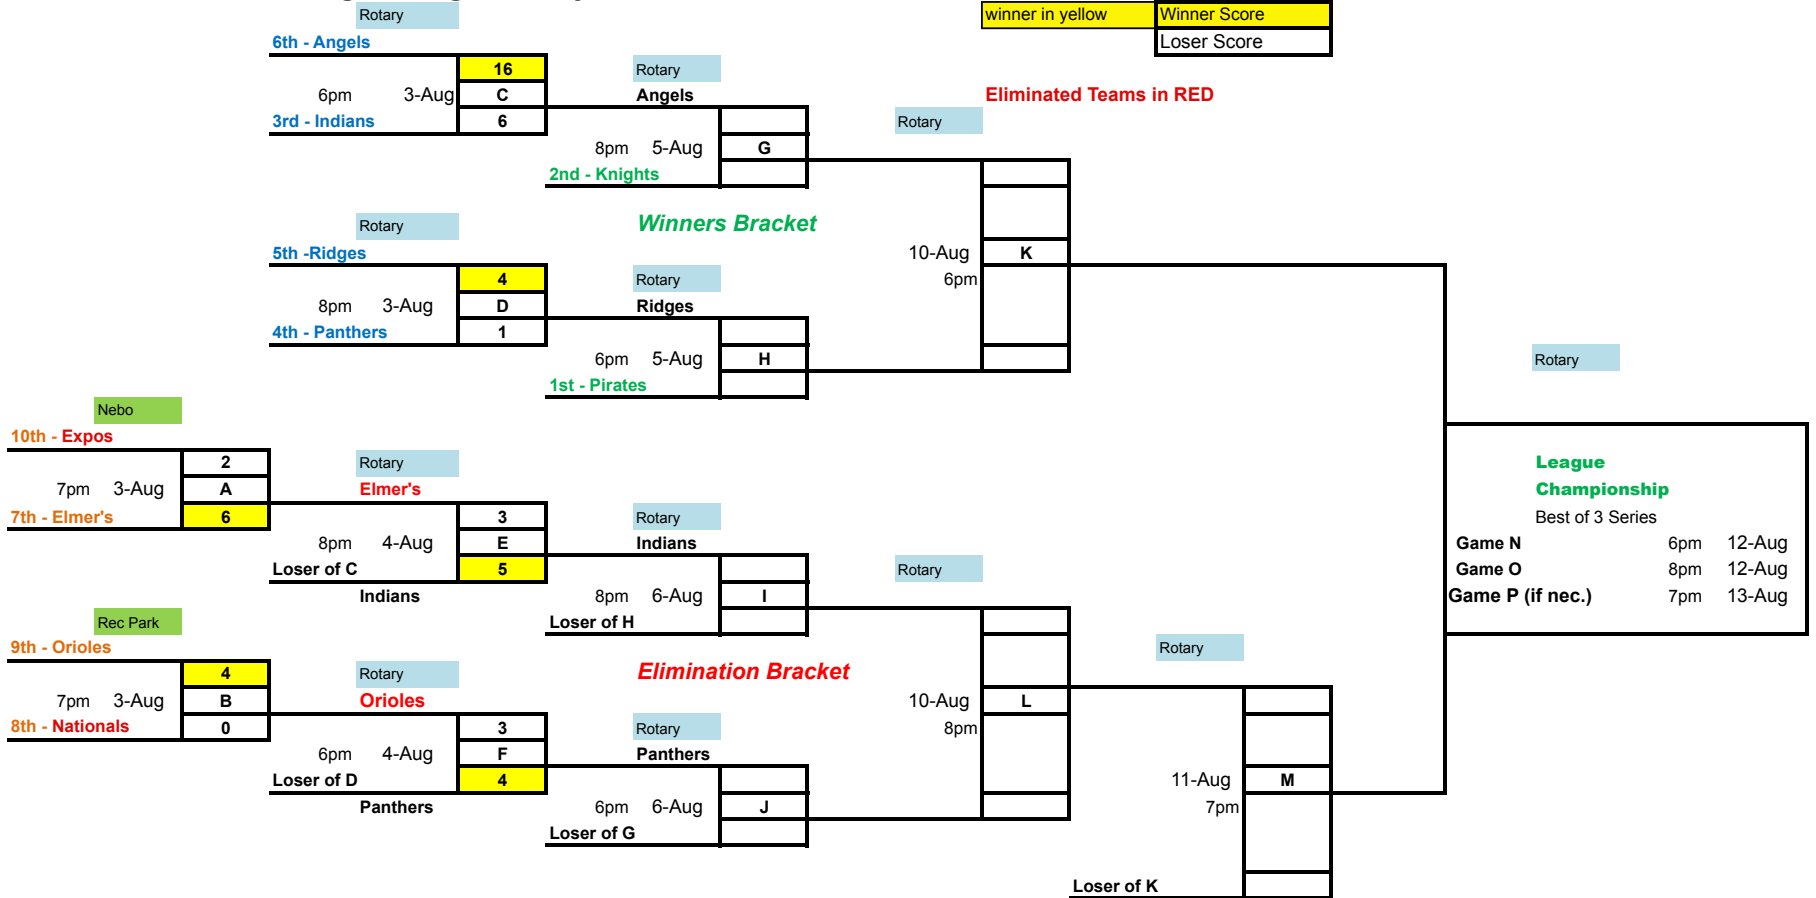 Rotary
winner in yellow Winner Score
6th - Angels
Loser Score
16
Rotary
6pm 3-Aug C
Angels
Eliminated Teams in RED
3rd - Indians 6
Rotary
8pm 5-Aug G
2nd - Knights
Rotary
Winners Bracket
5th -Ridges
10-Aug K
4
Rotary
6pm
8pm 3-Aug D
Ridges
4th - Panthers 1
6pm 5-Aug H
Rotary
1st - Pirates
Nebo
10th - Expos
2
Rotary
League
7pm 3-Aug A
Elmer's
Championship
7th - Elmer's 6
3
Rotary
Best of 3 Series
8pm 4-Aug E
Indians
Game N 6pm 12-Aug
Loser of C 5
Rotary
Game O 8pm 12-Aug
Indians
8pm 6-Aug I
Game P (if nec.) 7pm 13-Aug
Rec Park
Loser of H
9th - Orioles
Rotary
4
Rotary
Elimination Bracket
7pm 3-Aug B
Orioles
10-Aug L
8th - Nationals 0
3
Rotary
8pm
6pm 4-Aug F
Panthers
Loser of D 4
11-Aug M
Panthers
6pm 6-Aug J
7pm
Loser of G
Loser of K